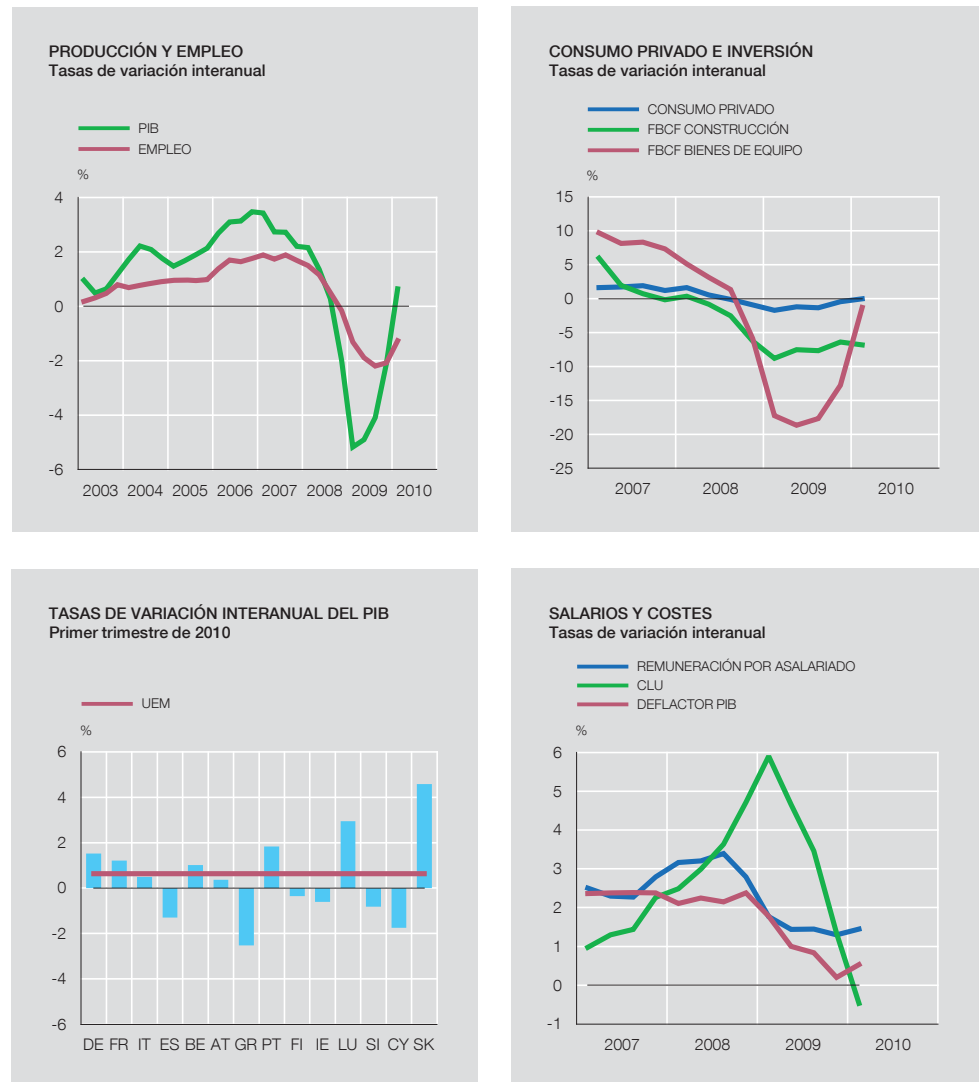 PRODUCCIÓN Y EMPLEO
Tasas de variación interanual
PIB
EMPLEO
%
4
2
0
-2
-4
-6
2003 2004 2005 2006 2007 2008 2009 2010
CONSUMO PRIVADO E INVERSIÓN
Tasas de variación interanual
CONSUMO PRIVADO
FBCF CONSTRUCCIÓN
FBCF BIENES DE EQUIPO
%
15
10
5
0
-5
-10
-15
-20
-25
2007 2008 2009 2010
TASAS DE VARIACIÓN INTERANUAL DEL PIB
Primer trimestre de 2010
UEM
%
6
4
2
0
-2
-4
-6
DE FR IT ES BE AT GR PT FI IE LU SI CY SK
SALARIOS Y COSTES
Tasas de variación interanual
REMUNERACIÓN POR ASALARIADO
CLU
DEFLACTOR PIB
%
6
5
4
3
2
1
0
-1
2007 2008 2009 2010